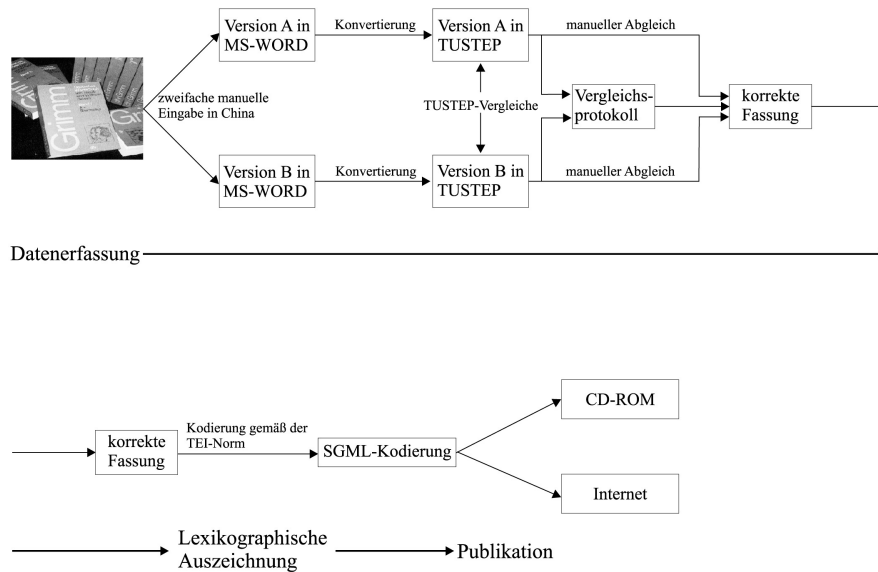 Version A in
MS-WORD
Konvertierung
Version A in
TUSTEP
manueller Abgleich
Grimm
zweifache manuelle
Eingabe in China
TUSTEP-Vergleiche
Vergleichs-
protokoll
korrekte
Fassung
Version B in
MS-WORD
Konvertierung
Version B in
TUSTEP
manueller Abgleich
Datenerfassung
korrekte
Fassung
Kodierung gemäß der
TEI-Norm
SGML-Kodierung
CD-ROM
Internet
Lexikographische
Auszeichnung
Publikation